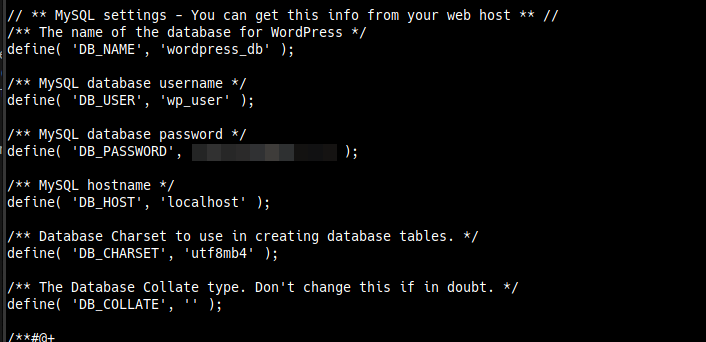 // ** MySQL settings - You can get this info from your web host ** //
/** The name of the database for WordPress */
define( 'DB_NAME', 'wordpress_db' );
/** MySQL database username */
define( 'DB_USER', 'wp_user' );
/** MySQL database password */
define( 'DB_PASSWORD', );
/** MySQL hostname */
define( 'DB_HOST', 'localhost' );
/** Database Charset to use in creating database tables. */
define( 'DB_CHARSET', 'utf8mb4' );
/** The Database Collate type. Don't change this if in doubt. */
define( 'DB_COLLATE', '' );
/**#@+